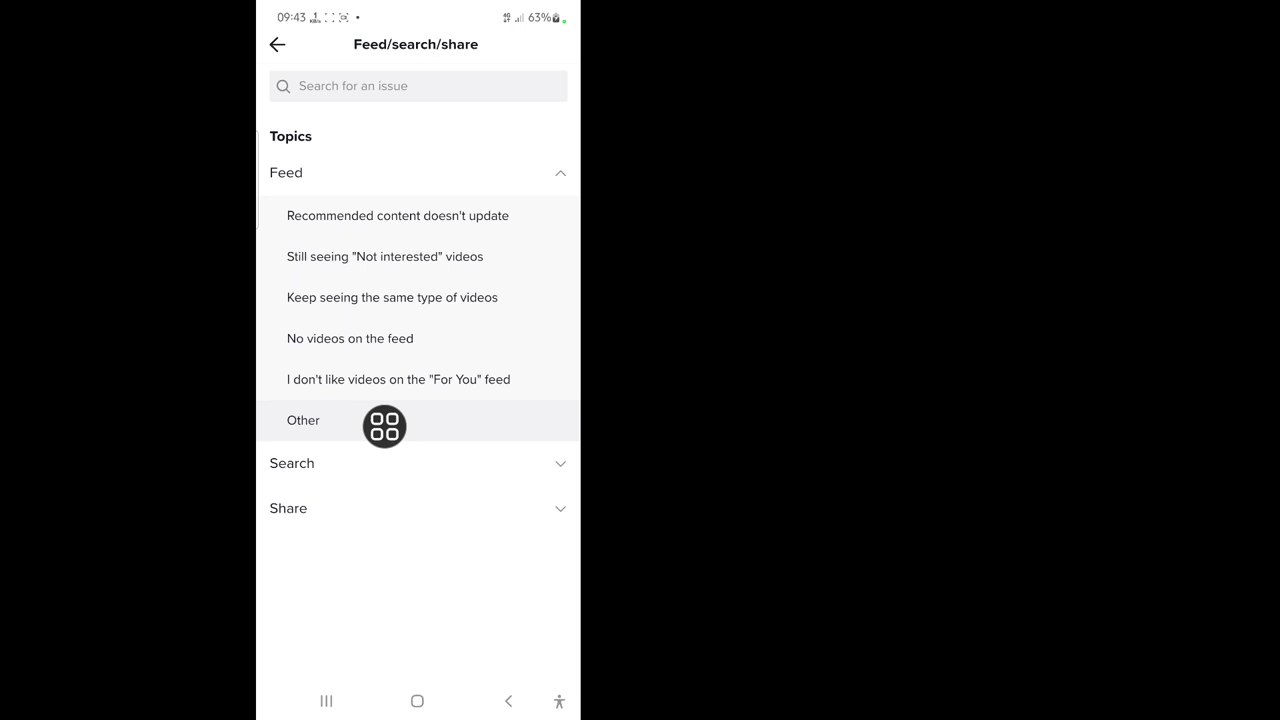 09:43
63%
Feed/search/share
Search for an issue
Topics
Feed
Recommended content doesn't update
Still seeing "Not interested" videos
Keep seeing the same type of videos
No videos on the feed
I don't like videos on the "For You" feed
Other
Search
Share